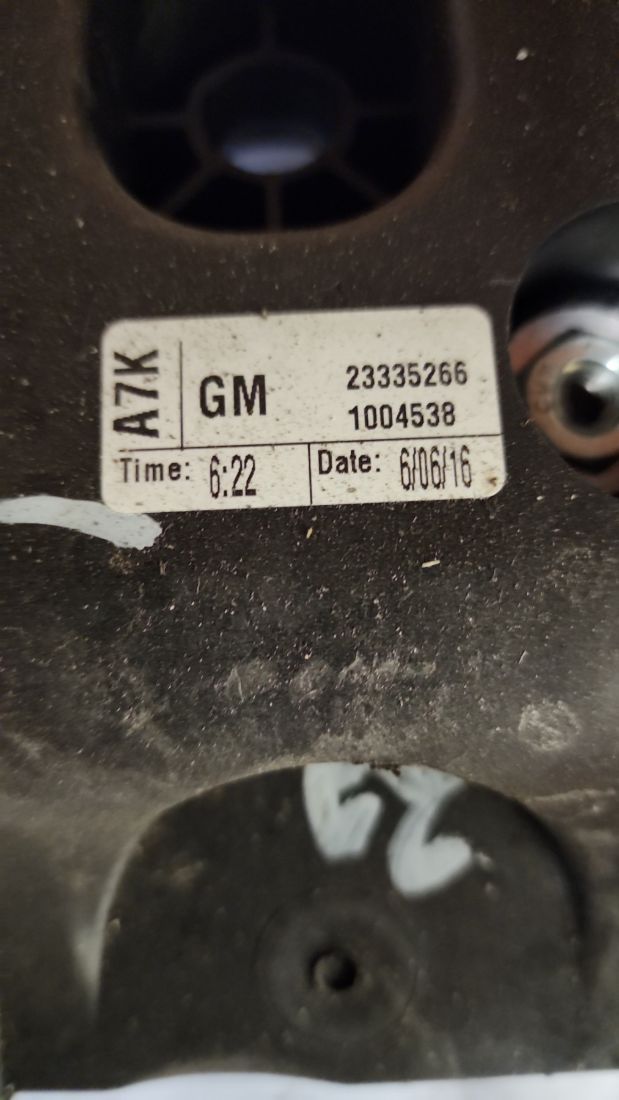 A7K
GM
23335266
1004538
Time: 6:22
Date: 6/06/16